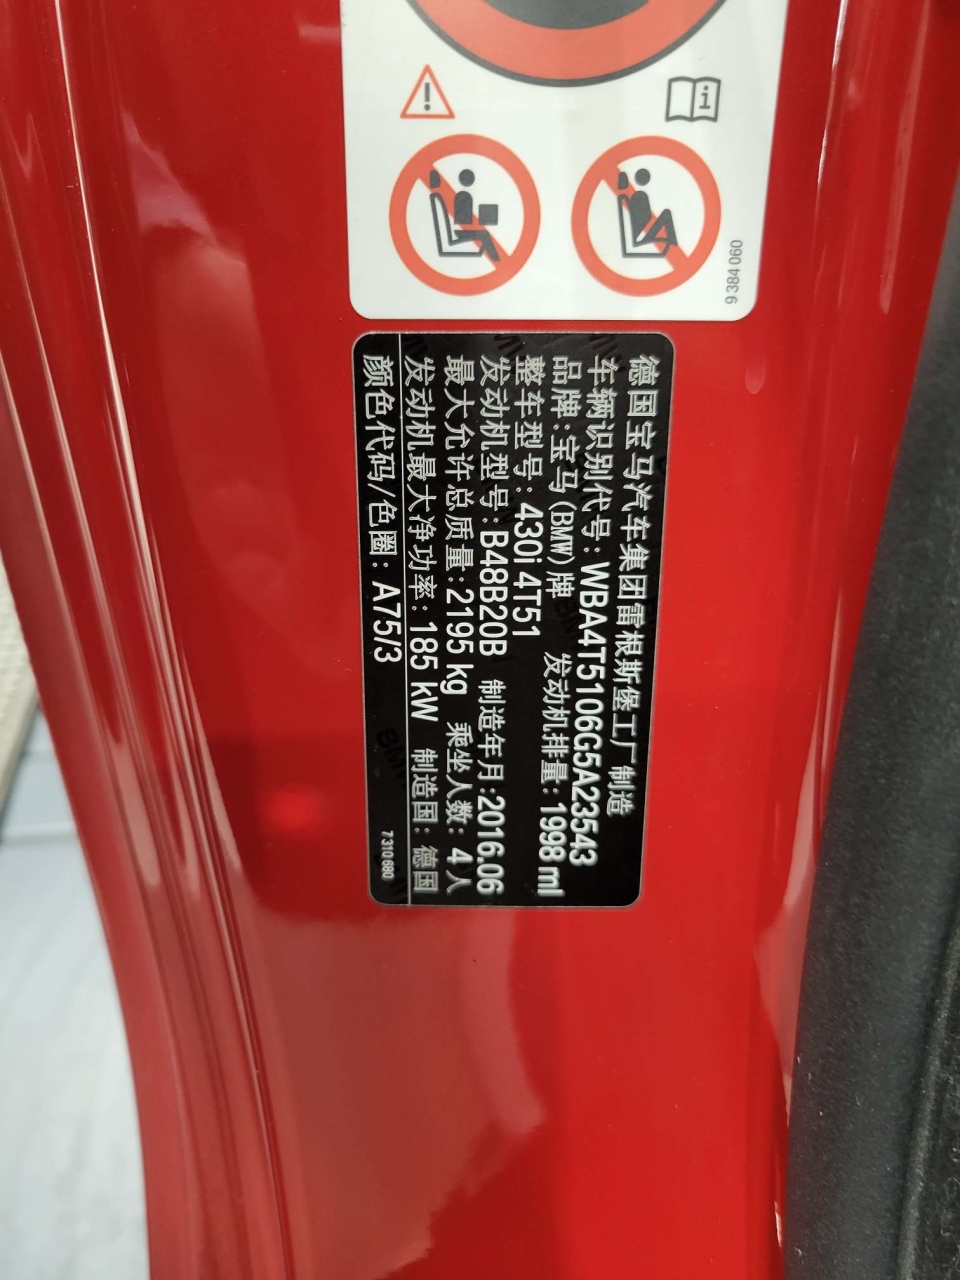 9 384 060
德国宝马汽车集团雷根斯堡工厂制造
车辆识别代号: WBA4T5106G5A23543
品牌: 宝马(BMW)牌 发动机排量: 1998 ml
整车型号: 430i 4T51
发动机型号: B48B20B 制造年月: 2016.06
最大允许总质量: 2195 kg 乘坐人数: 4人
发动机最大净功率: 185 kW 制造国: 德国
颜色代码/色圈: A75/3
7 310 680